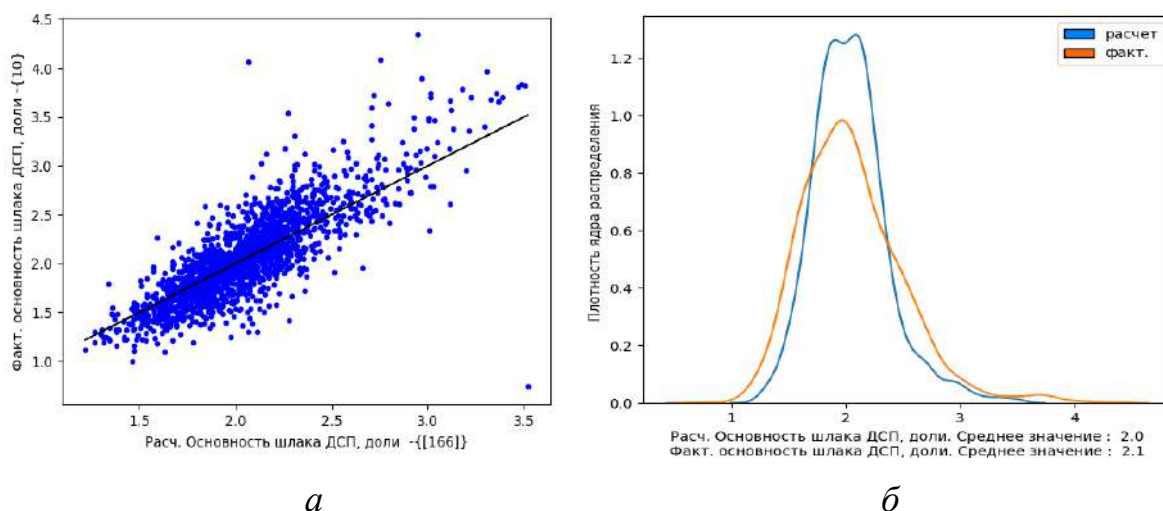 4.5
4.0
3.5
3.0
2.5
2.0
1.5
1.0
Факт. основность шлака ДСП, доли -{10}
1.5
2.0
2.5
3.0
3.5
Расч. Основность шлака ДСП, доли -{[166]}
а
расчет
факт.
1.2
1.0
0.8
0.6
0.4
0.2
0.0
Плотность ядра распределения
1
2
3
4
Расч. Основность шлака ДСП, доли. Среднее значение : 2.0
Факт. основность шлака ДСП, доли. Среднее значение : 2.1
б